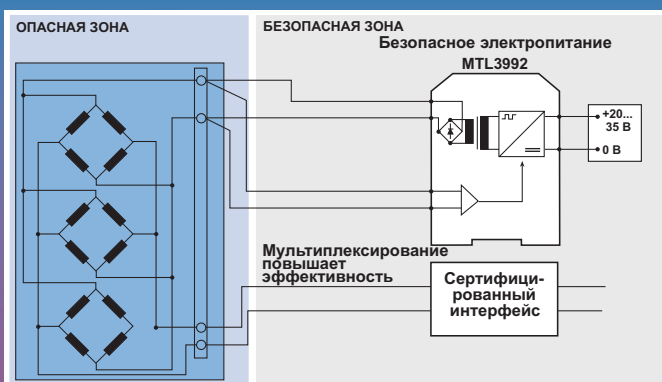 ОПАСНАЯ ЗОНА
БЕЗОПАСНАЯ ЗОНА
Безопасное электропитание
MTL3992
+20...
35 В
0 В
Мультиплексирование
повышает
эффективность
Сертифици-
рованный
интерфейс